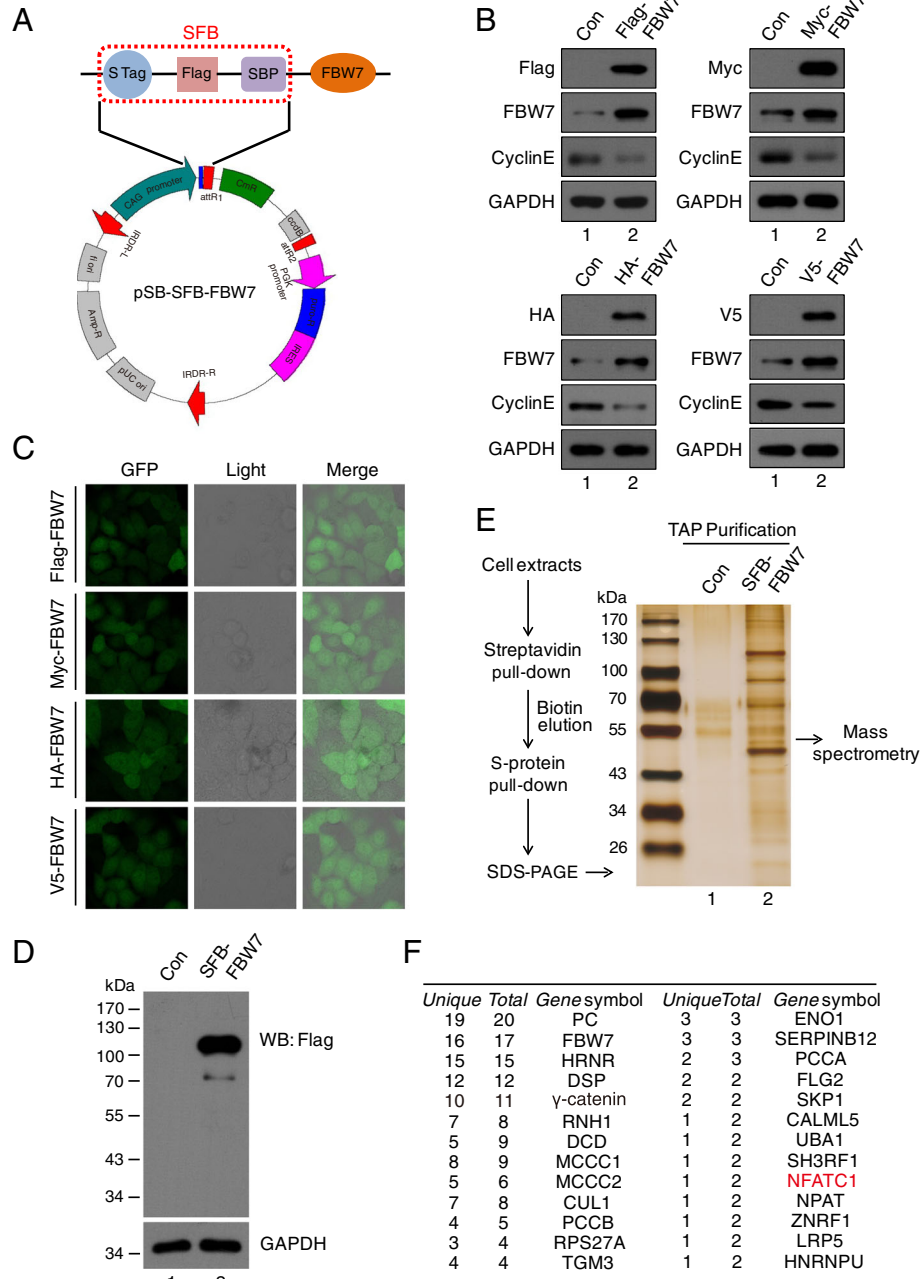 A
SFB
S Tag
Flag
SBP
FBW7
CAG promoter
attR1
CmR
ccdB
attR2
PGK promoter
IRES
IRDR-R
pUC ori
Amp-R
fi ori
IRDR-L
pSB-SFB-FBW7
B
Con
Flag-FBW7
Flag
FBW7
CyclinE
GAPDH
1 2
Con
Myc-FBW7
Myc
FBW7
CyclinE
GAPDH
1 2
Con
HA-FBW7
HA
FBW7
CyclinE
GAPDH
1 2
Con
V5-FBW7
V5
FBW7
CyclinE
GAPDH
1 2
C
GFP Light Merge
Flag-FBW7
Myc-FBW7
HA-FBW7
V5-FBW7
D
Con
SFB-FBW7
kDa
170
130
100
70
55
43
34
34
WB: Flag
GAPDH
E
Cell extracts
Streptavidin
pull-down
Biotin
elution
S-protein
pull-down
SDS-PAGE
TAP Purification
Con
SFB-FBW7
kDa
170
130
100
70
55
43
34
26
1 2
Mass
spectrometry
F
Unique Total Gene symbol Unique Total Gene symbol
19 20 PC 3 3 ENO1
16 17 FBW7 3 3 SERPINB12
15 15 HRNR 2 3 PCCA
12 12 DSP 2 2 FLG2
10 11 γ-catenin 2 2 SKP1
7 8 RNH1 1 2 CALML5
5 9 DCD 1 2 UBA1
8 9 MCCC1 1 2 SH3RF1
5 6 MCCC2 1 2 NFATC1
7 8 CUL1 1 2 NPAT
4 5 PCCB 1 2 ZNRF1
3 4 RPS27A 1 2 LRP5
4 4 TGM3 1 2 HNRNPU